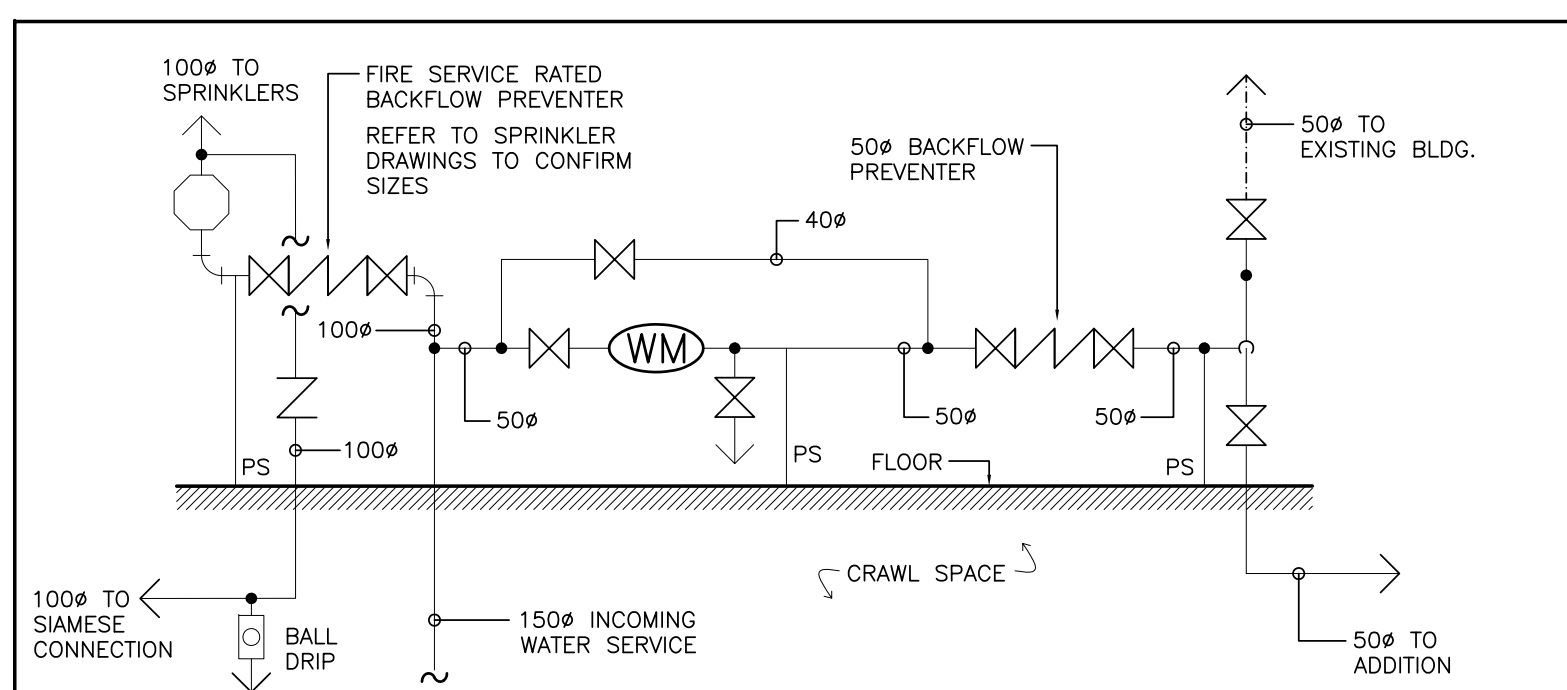 100ø TO
SPRINKLERS
FIRE SERVICE RATED
BACKFLOW PREVENTER
REFER TO SPRINKLER
DRAWINGS TO CONFIRM
SIZES
50ø BACKFLOW
PREVENTER
50ø TO
EXISTING BLDG.
40ø
100ø
WM
50ø
50ø
50ø
100ø
PS
PS
FLOOR
PS
CRAWL SPACE
100ø TO
SIAMESE
CONNECTION
BALL
DRIP
150ø INCOMING
WATER SERVICE
50ø TO
ADDITION